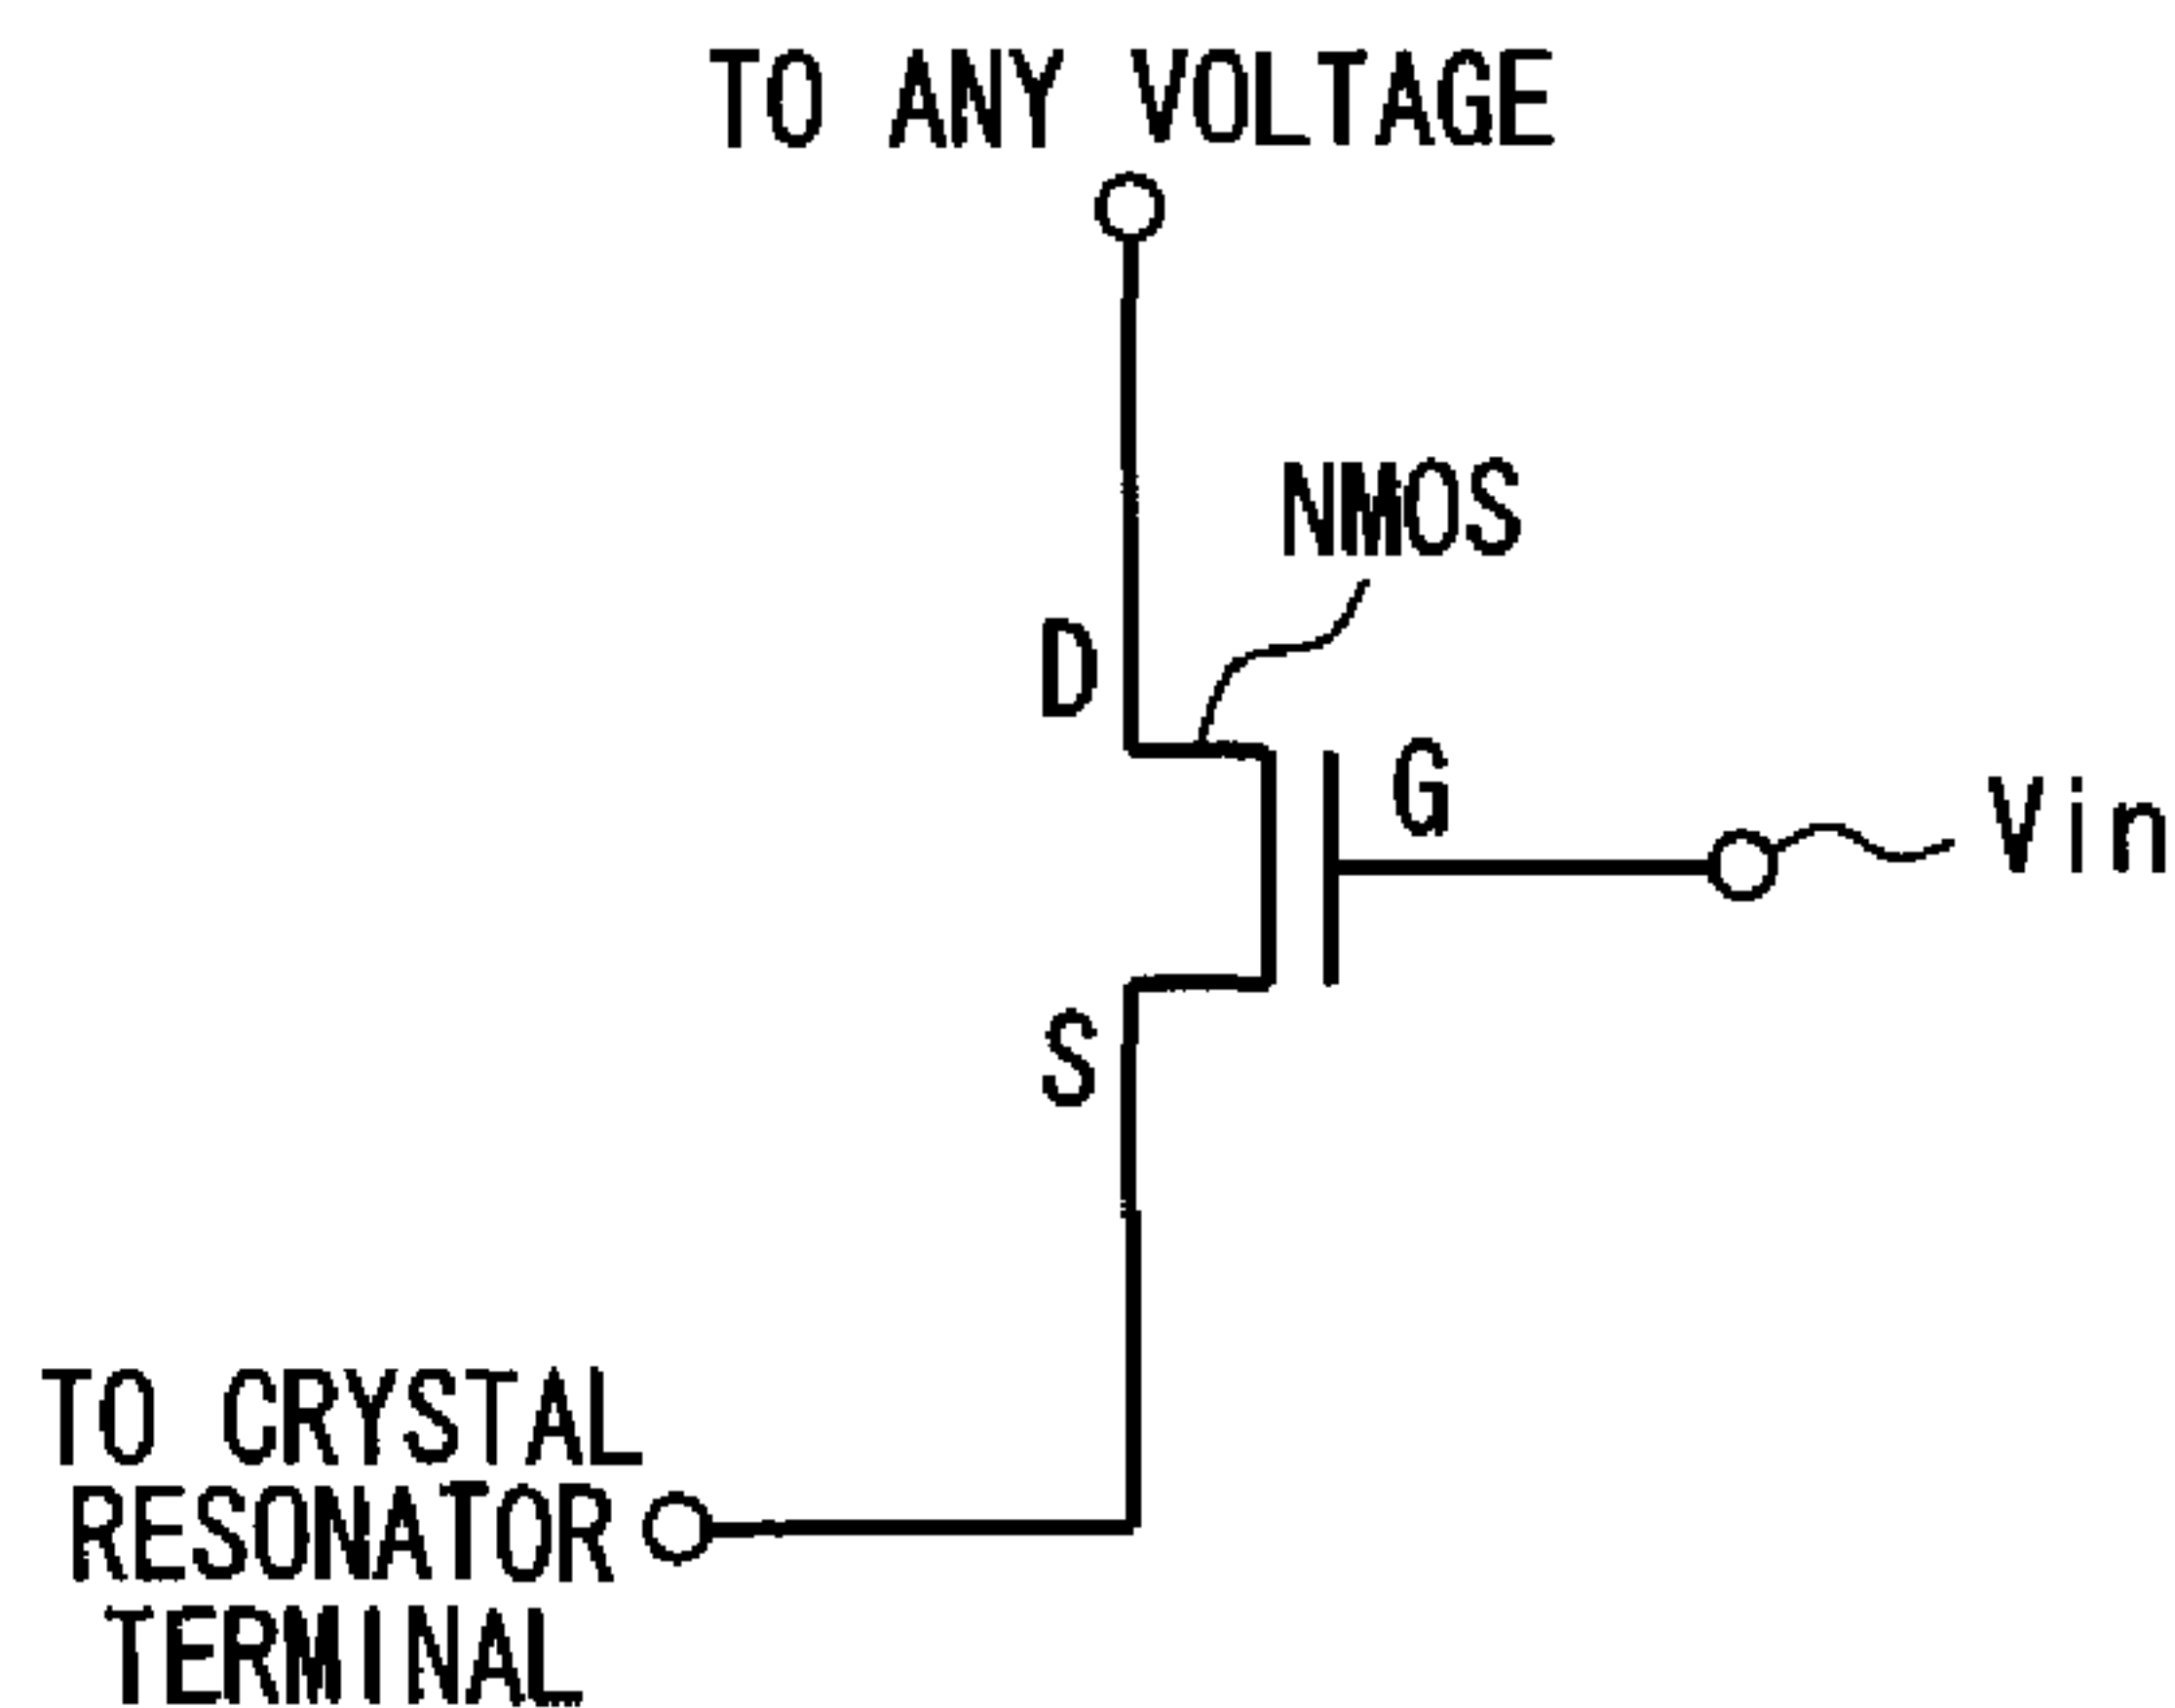 TO ANY VOLTAGE
NMOS
D
G
Vin
S
TO CRYSTAL
RESONATOR
TERMINAL